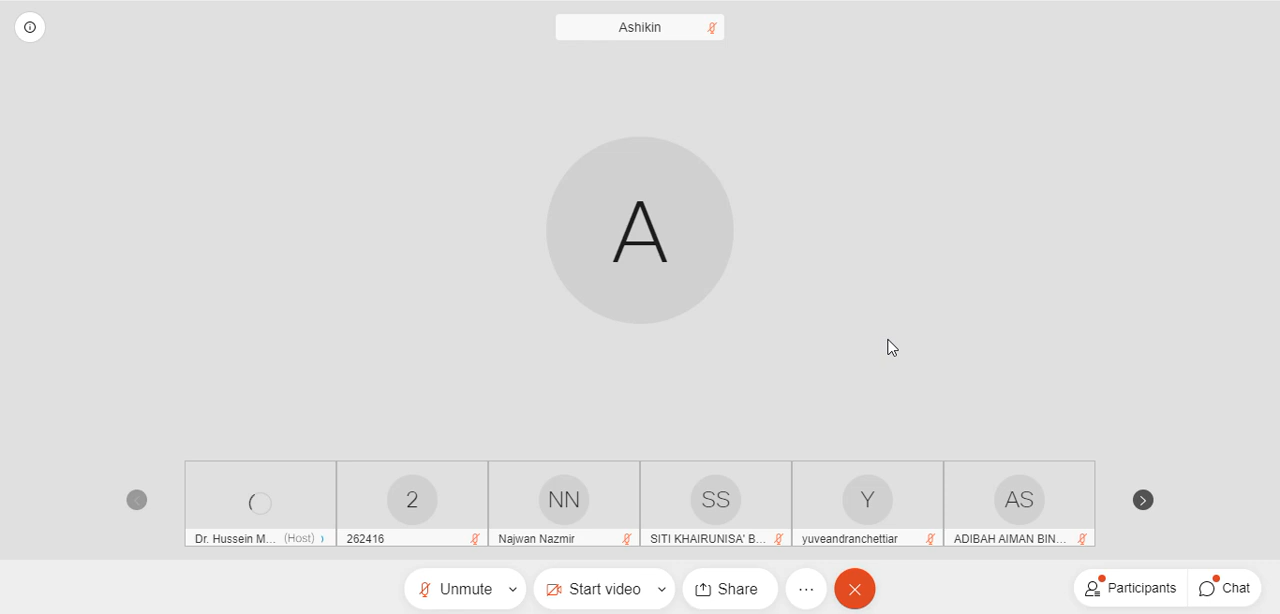 Ashikin
A
2
NN
SS
Y
AS
Dr. Hussein M... (Host)
262416
Najwan Nazmir
SITI KHAIRUNISA' B...
yuveandranchettiar
ADIBAH AIMAN BIN...
Unmute
Start video
Share
Participants
Chat